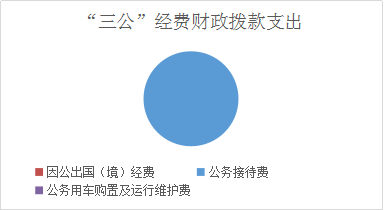 “三公”经费财政拨款支出
因公出国（境）经费 公务接待费
公务用车购置及运行维护费